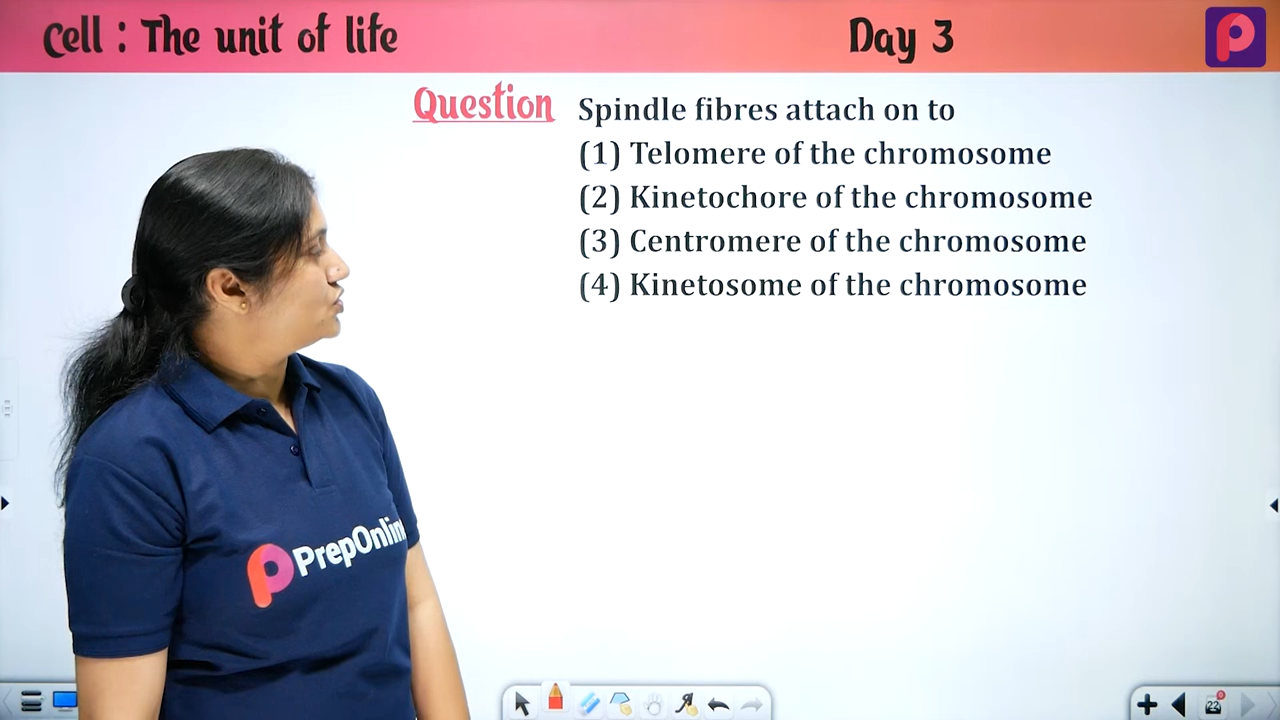 Cell : The unit of life
Day 3
Question
Spindle fibres attach on to
(1) Telomere of the chromosome
(2) Kinetochore of the chromosome
(3) Centromere of the chromosome
(4) Kinetosome of the chromosome
PrepOnlin
23